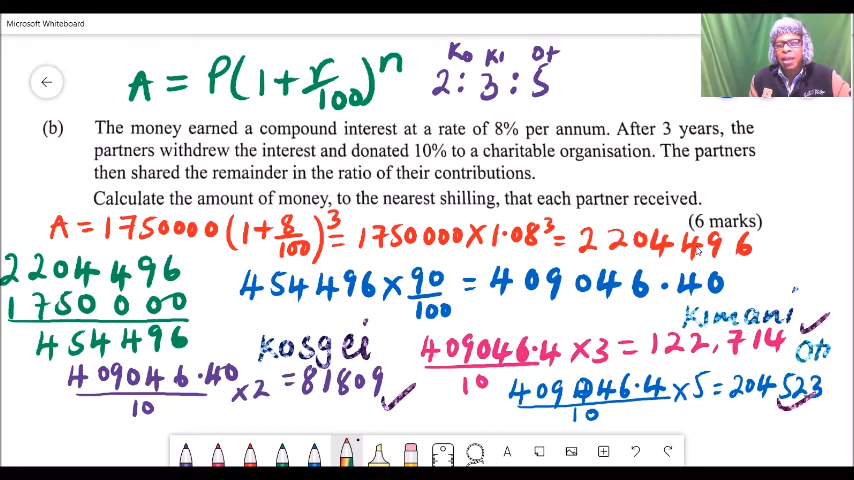 Microsoft Whiteboard
A = P(1 + r/100)^n
Ko Ki Ot
2 : 3 : 5
(b) The money earned a compound interest at a rate of 8% per annum. After 3 years, the
partners withdrew the interest and donated 10% to a charitable organisation. The partners
then shared the remainder in the ratio of their contributions.
Calculate the amount of money, to the nearest shilling, that each partner received.
(6 marks)
A = 1750000(1 + 8/100)^3 = 1750000 × 1.08^3 = 2204496
2204496
1750000
454496
454496 × 90/100 = 409046.40
Kosgei
409046.40/10 × 2 = 81809 ✓
Kimani ✓
409046.4/10 × 3 = 122,714
Oti
409046.4/10 × 5 = 204523
A